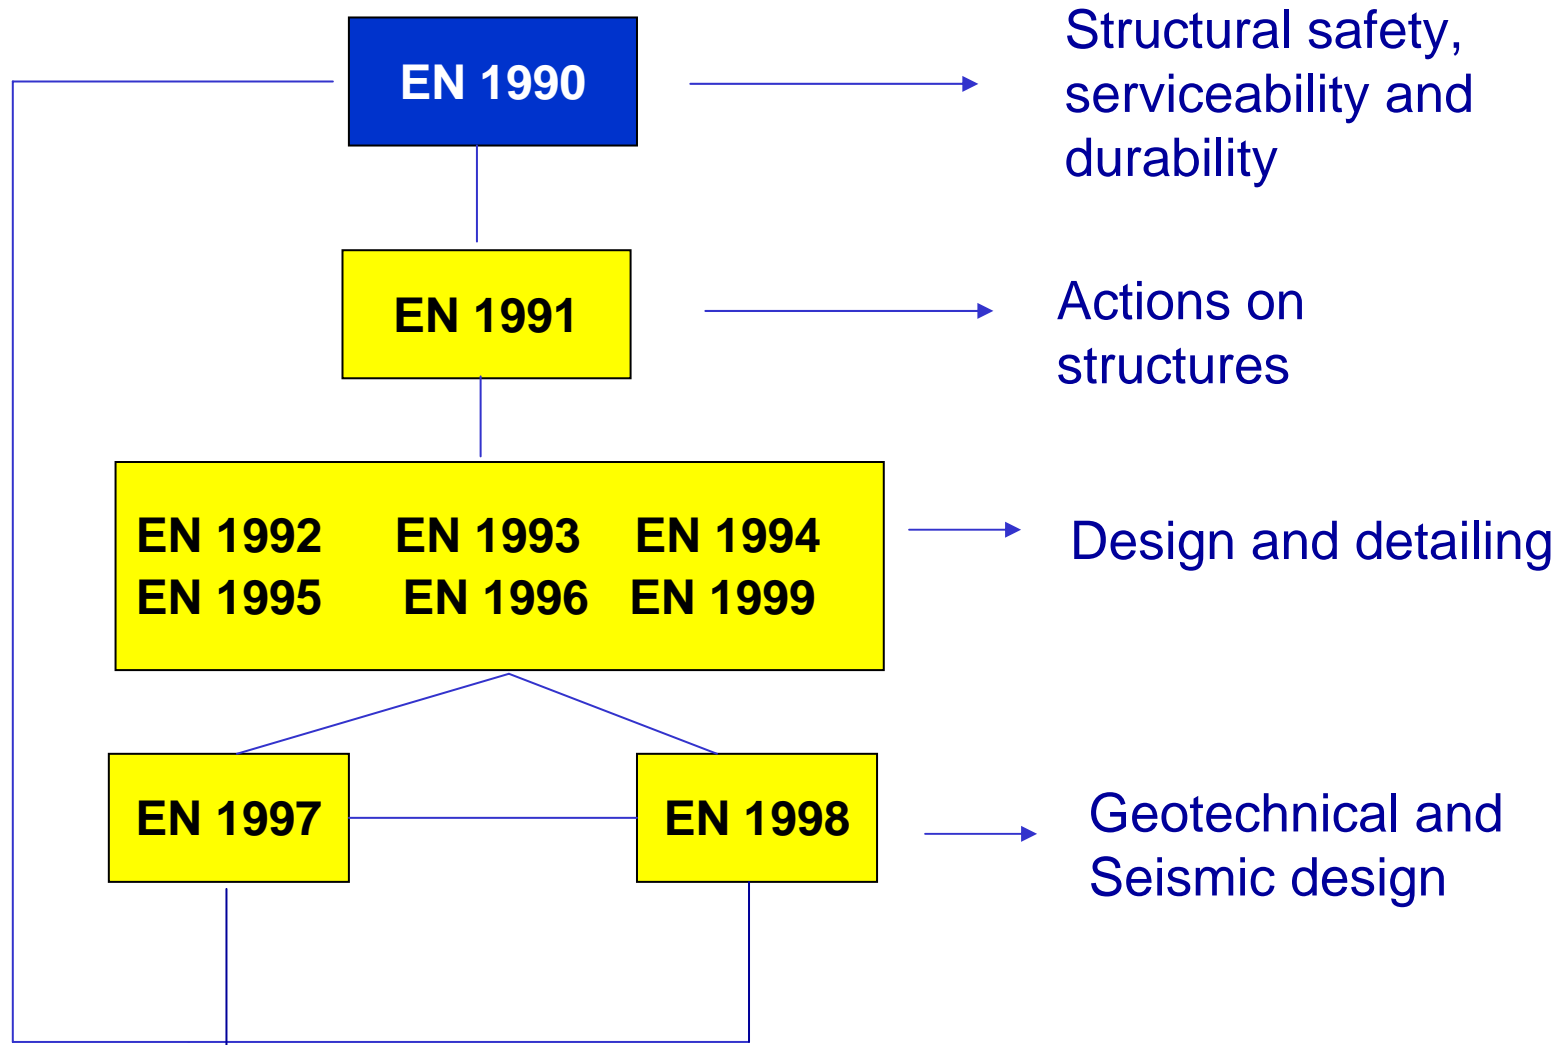 EN 1990
Structural safety,
serviceability and
durability
EN 1991
Actions on
structures
EN 1992 EN 1993 EN 1994
EN 1995 EN 1996 EN 1999
Design and detailing
EN 1997
EN 1998
Geotechnical and
Seismic design